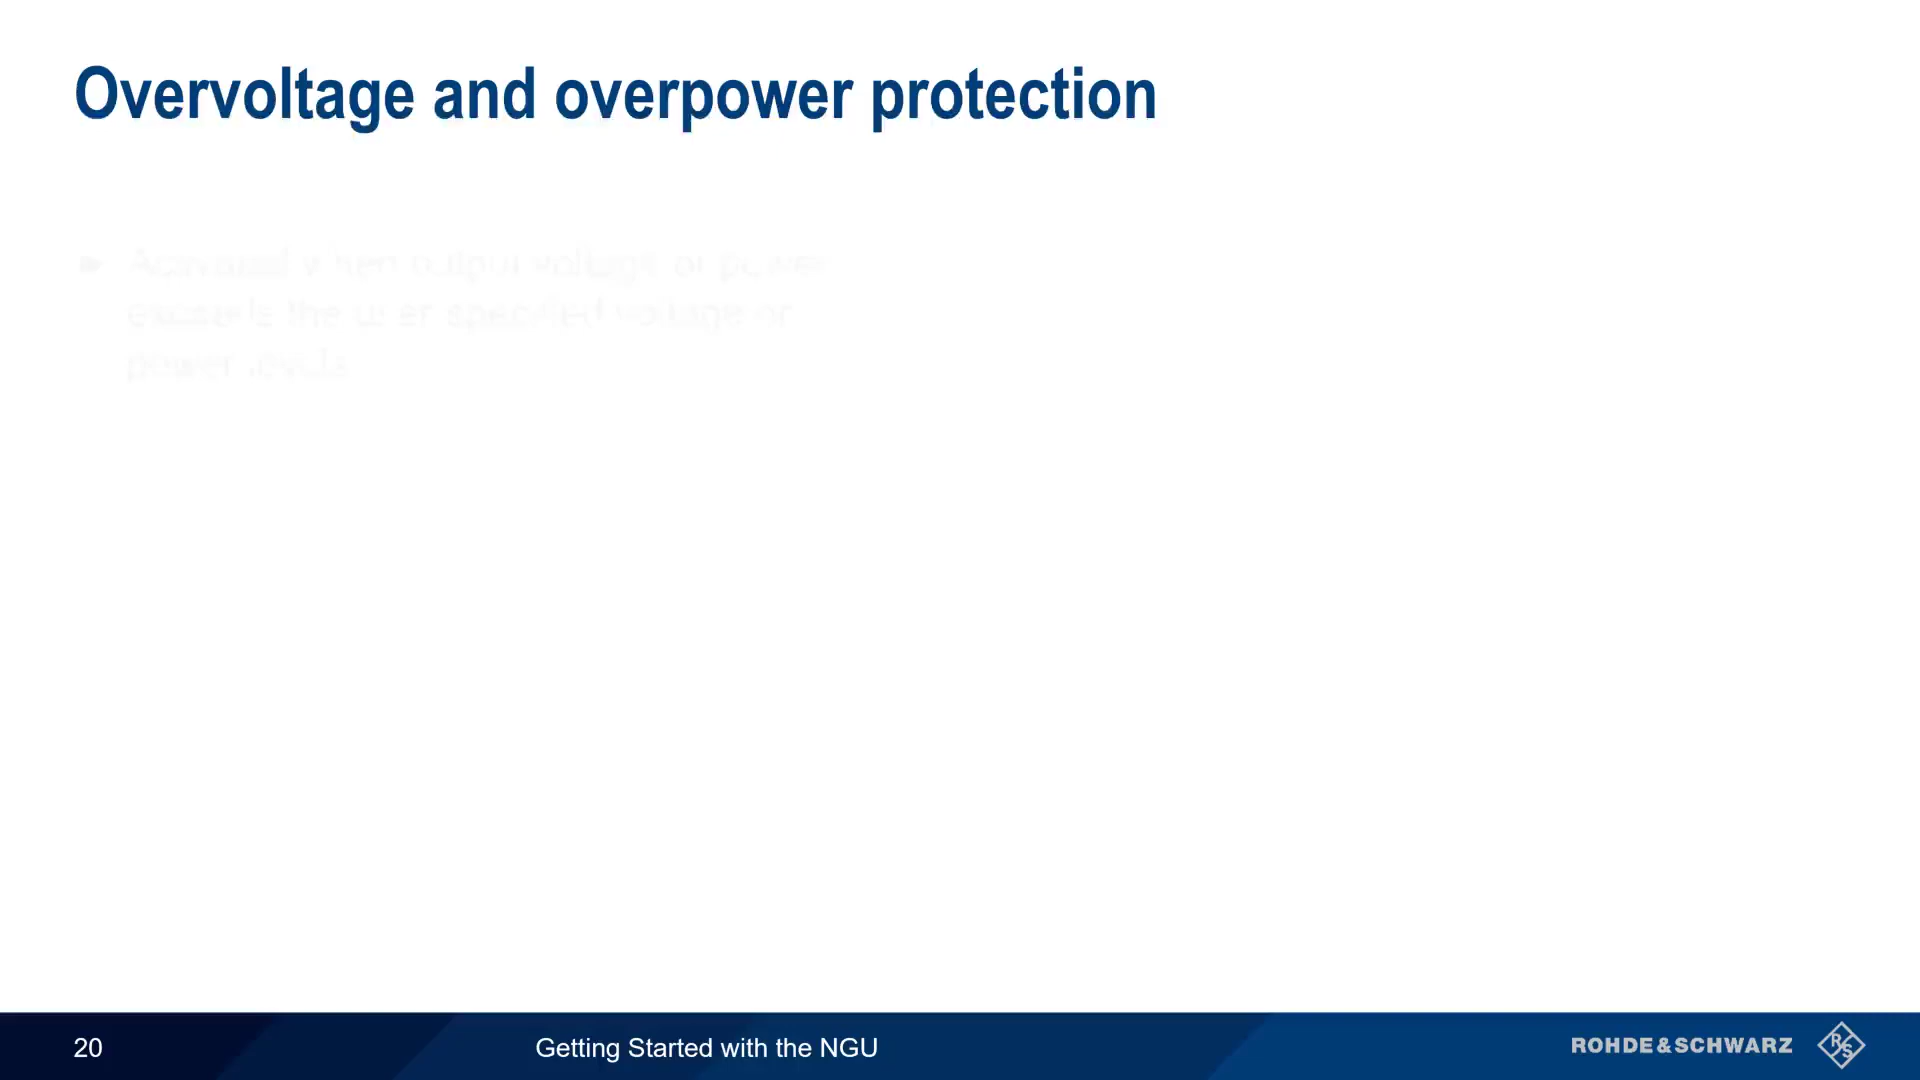 Overvoltage and overpower protection
Activated when output voltage or power
exceeds the user specified voltage or
power levels
20
Getting Started with the NGU
ROHDE&SCHWARZ
RS